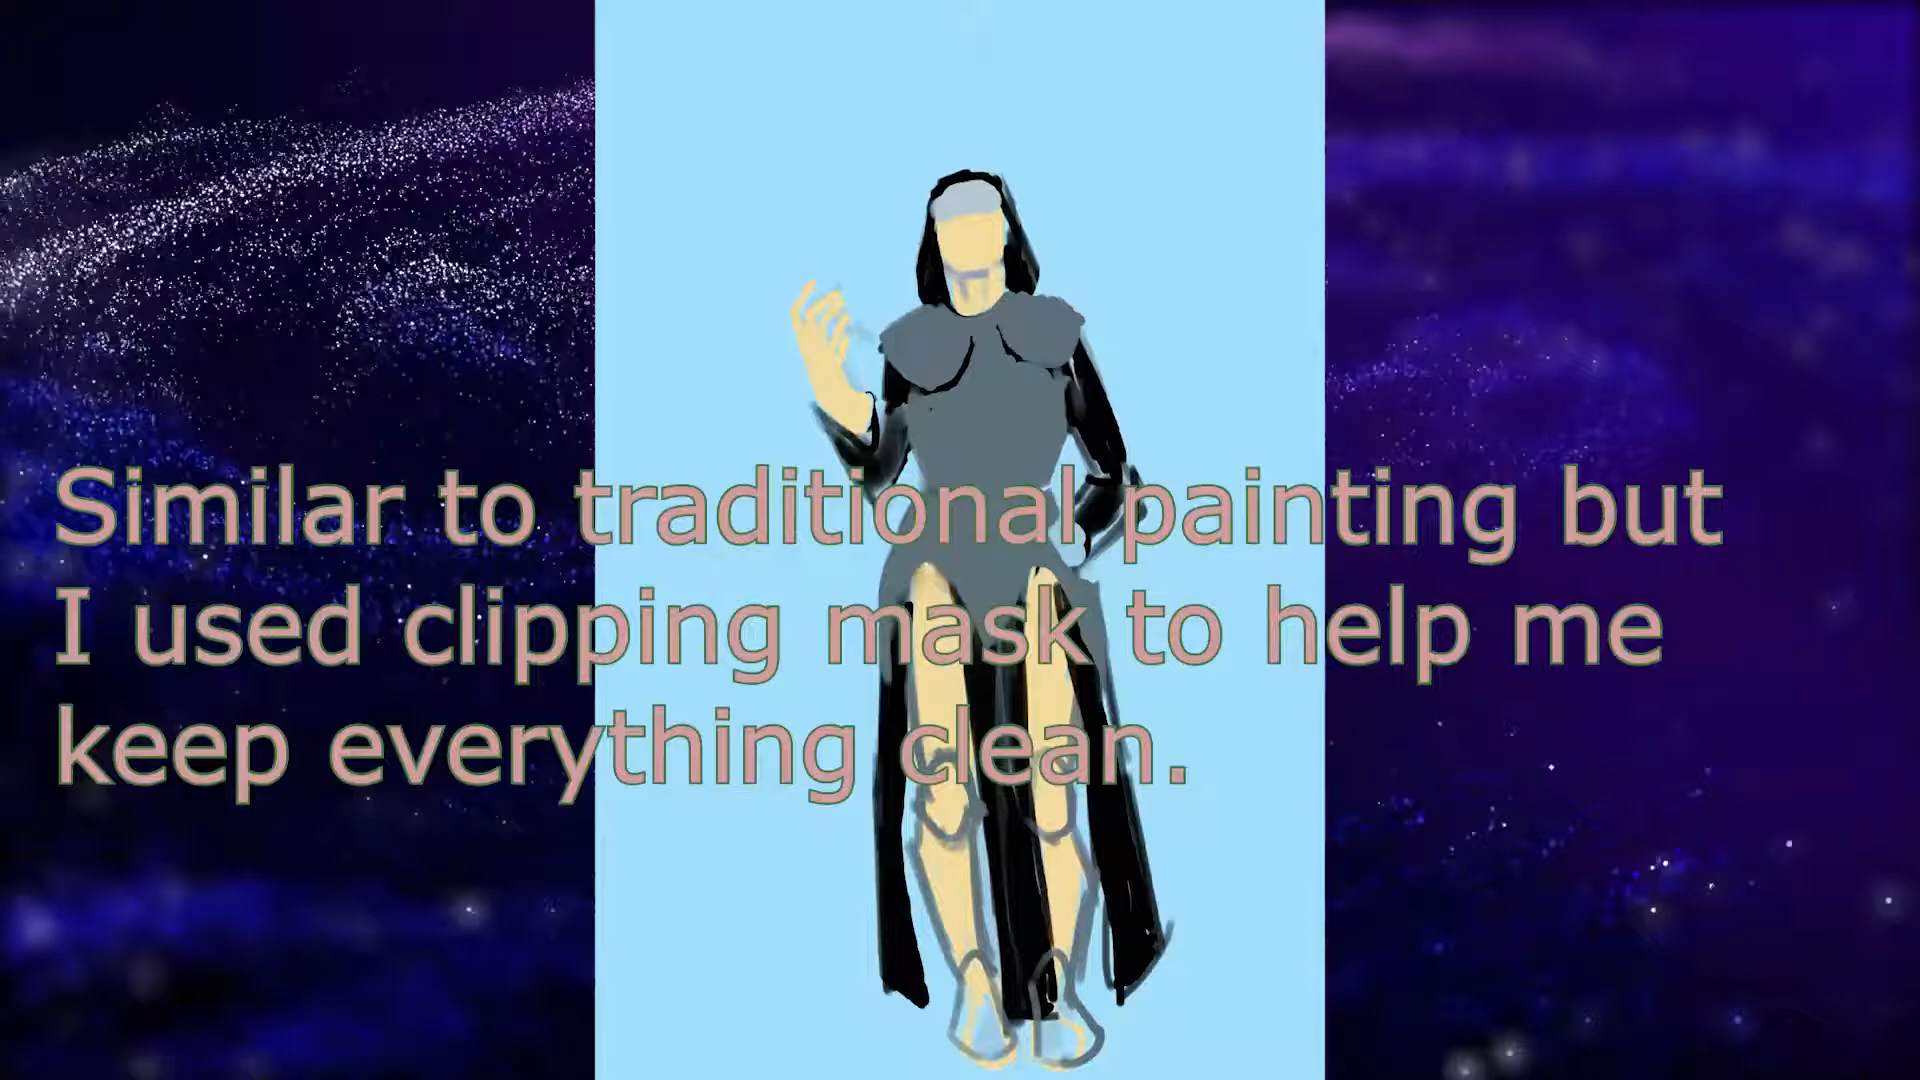 Similar to traditional painting but
I used clipping mask to help me
keep everything clean.